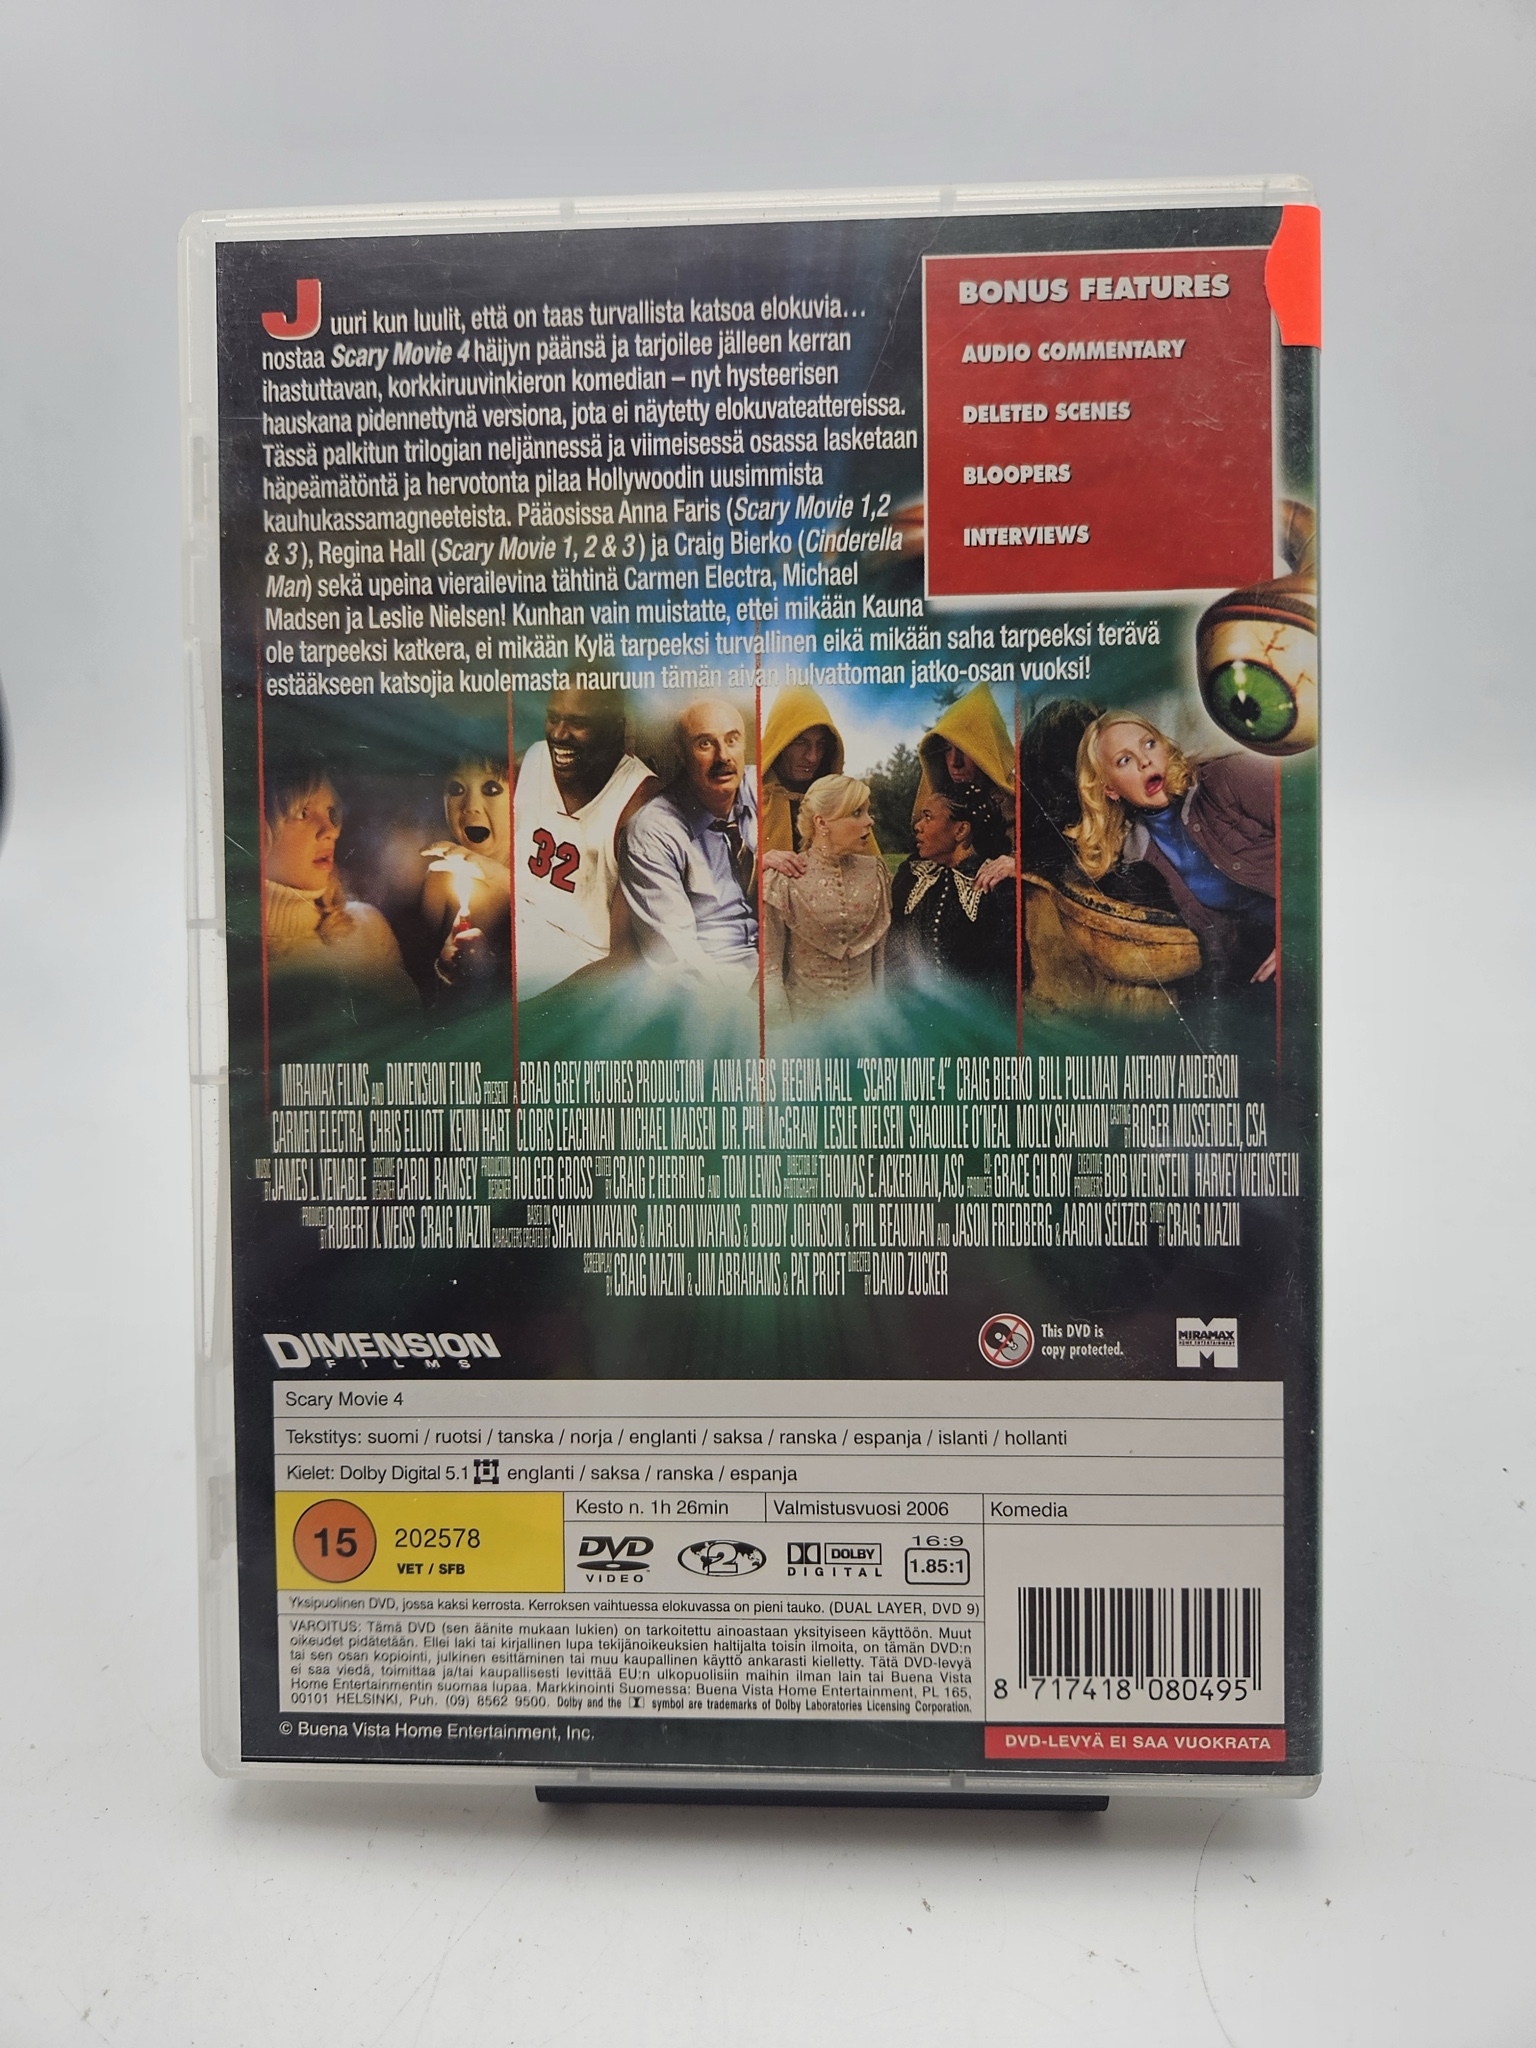 Juuri kun luulit, että on taas turvallista katsoa elokuvia...
nostaa Scary Movie 4 häijyn päänsä ja tarjoilee jälleen kerran
ihastuttavan, korkkiruuvinkieron komedian – nyt hysteerisen
hauskana pidennettynä versiona, jota ei näytetty elokuvateattereissa.
Tässä palkitun trilogian neljännessä ja viimeisessä osassa lasketaan
häpeämätöntä ja hervotonta pilaa Hollywoodin uusimmista
kauhukassamagneeteista. Pääosissa Anna Faris (Scary Movie 1,2
& 3), Regina Hall (Scary Movie 1, 2 & 3) ja Craig Bierko (Cinderella
Man) sekä upeina vierailevina tähtinä Carmen Electra, Michael
Madsen ja Leslie Nielsen! Kunhan vain muistatte, ettei mikään Kauna
ole tarpeeksi katkera, ei mikään Kylä tarpeeksi turvallinen eikä mikään saha tarpeeksi terävä
estääkseen katsojia kuolemasta nauruun tämän aivan hulvattoman jatko-osan vuoksi!
BONUS FEATURES
AUDIO COMMENTARY
DELETED SCENES
BLOOPERS
INTERVIEWS
32
MIRAMAX FILMS AND DIMENSION FILMS PRESENT A BRAD GREY PICTURES PRODUCTION ANNA FARIS REGINA HALL "SCARY MOVIE 4" CRAIG BIERKO BILL PULLMAN ANTHONY ANDERSON
CARMEN ELECTRA CHRIS ELLIOTT KEVIN HART CLORIS LEACHMAN MICHAEL MADSEN DR. PHIL McGRAW LESLIE NIELSEN SHAQUILLE O'NEAL MOLLY SHANNON CASTING BY ROGER MUSSENDEN, CSA
MUSIC BY JAMES L. VENABLE COSTUME DESIGNER CAROL RAMSEY PRODUCTION DESIGNER HOLGER GROSS EDITED BY CRAIG P. HERRING AND TOM LEWIS DIRECTOR OF PHOTOGRAPHY THOMAS E. ACKERMAN, ASC CO-PRODUCER GRACE GILROY EXECUTIVE PRODUCERS BOB WEINSTEIN HARVEY WEINSTEIN
PRODUCED BY ROBERT K. WEISS CRAIG MAZIN BASED ON CHARACTERS CREATED BY SHAWN WAYANS & MARLON WAYANS & BUDDY JOHNSON & PHIL BEAUMAN AND JASON FRIEDBERG & AARON SELTZER STORY BY CRAIG MAZIN
SCREENPLAY BY CRAIG MAZIN & JIM ABRAHAMS & PAT PROFT DIRECTED BY DAVID ZUCKER
DIMENSION
FILMS
This DVD is
copy protected.
MIRAMAX
HOME ENTERTAINMENT
Scary Movie 4
Tekstitys: suomi / ruotsi / tanska / norja / englanti / saksa / ranska / espanja / islanti / hollanti
Kielet: Dolby Digital 5.1 englanti / saksa / ranska / espanja
15
202578
VET / SFB
Kesto n. 1h 26min
Valmistusvuosi 2006
Komedia
DVD
VIDEO
2
DOLBY
DIGITAL
16:9
1.85:1
Yksipuolinen DVD, jossa kaksi kerrosta. Kerroksen vaihtuessa elokuvassa on pieni tauko. (DUAL LAYER, DVD 9)
VAROITUS: Tämä DVD (sen äänite mukaan lukien) on tarkoitettu ainoastaan yksityiseen käyttöön. Muut
oikeudet pidätetään. Ellei laki tai kirjallinen lupa tekijänoikeuksien haltijalta toisin ilmoita, on tämän DVD:n
tai sen osan kopiointi, julkinen esittäminen tai muu kaupallinen käyttö ankarasti kielletty. Tätä DVD-levyä
ei saa viedä, toimittaa ja/tai kaupallisesti levittää EU:n ulkopuolisiin maihin ilman lain tai Buena Vista
Home Entertainmentin suomaa lupaa. Markkinointi Suomessa: Buena Vista Home Entertainment, PL 165,
00101 HELSINKI, Puh. (09) 8562 9500. Dolby and the symbol are trademarks of Dolby Laboratories Licensing Corporation.
8 717418 080495
© Buena Vista Home Entertainment, Inc.
DVD-LEVYÄ EI SAA VUOKRATA